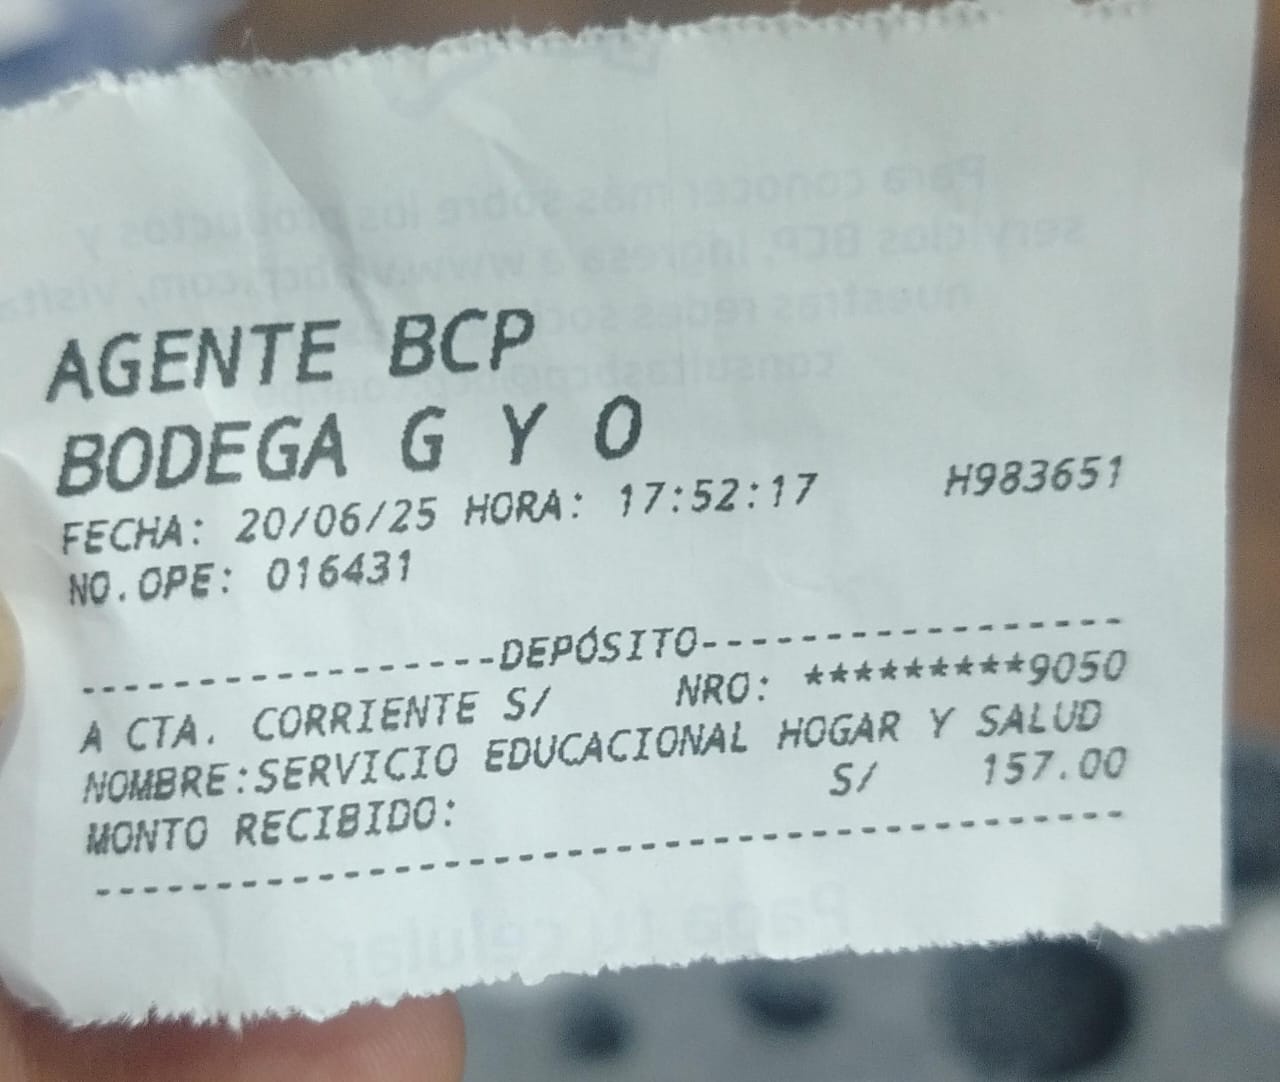 AGENTE BCP
BODEGA G Y O
FECHA: 20/06/25 HORA: 17:52:17 H983651
NO.OPE: 016431
-----------------DEPÓSITO-----------------
A CTA. CORRIENTE S/ NRO: *********9050
NOMBRE:SERVICIO EDUCACIONAL HOGAR Y SALUD
MONTO RECIBIDO: S/ 157.00
------------------------------------------